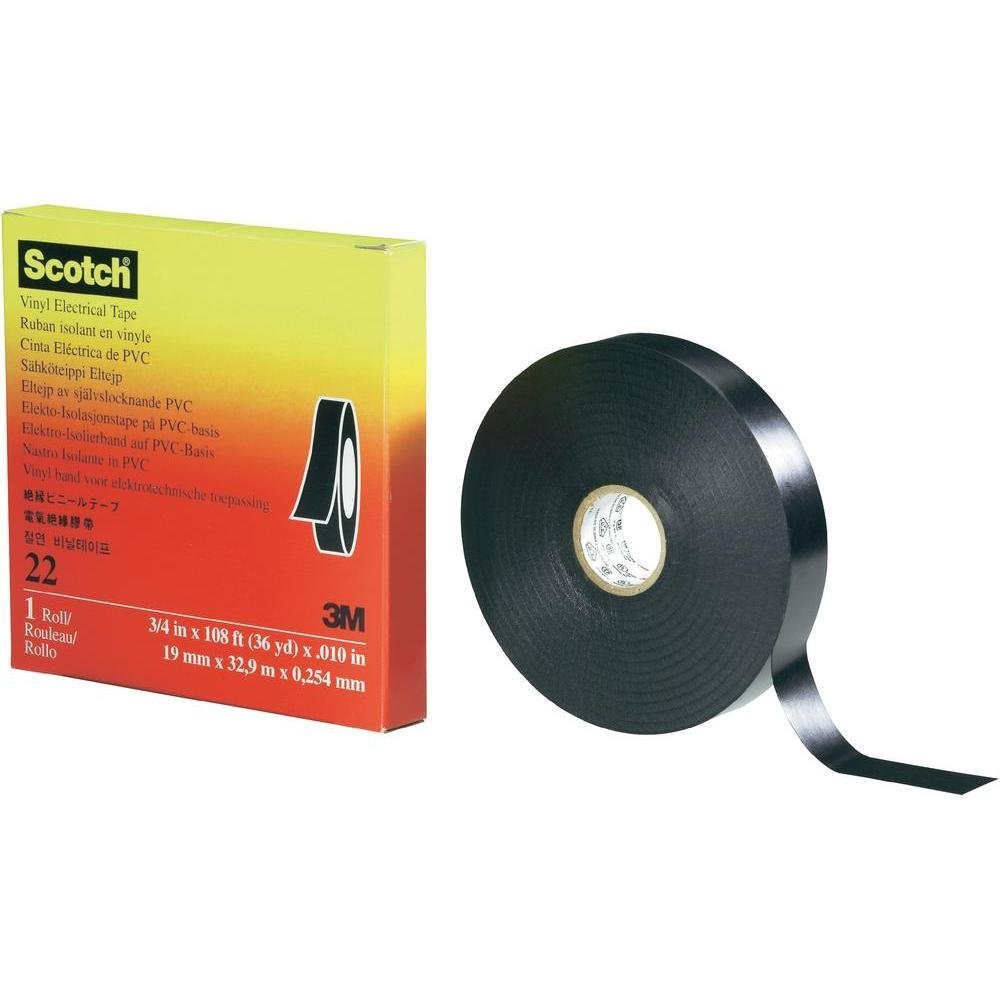 Scotch®
Vinyl Electrical Tape
Ruban isolant en vinyle
Cinta Eléctrica de PVC
Sähköteippi Eltejp
Eltejp av självslocknande PVC
Elekto-Isolasjonstape på PVC-basis
Elektro-Isolierband auf PVC-Basis
Nastro Isolante in PVC
Vinyl band voor elektrotechnische toepassing
絶縁ビニールテープ
電氣絶緣膠帶
절연 비닐테이프
22
1 Roll/
Rouleau/
Rollo
3M
3/4 in x 108 ft (36 yd) x .010 in
19 mm x 32,9 m x 0,254 mm